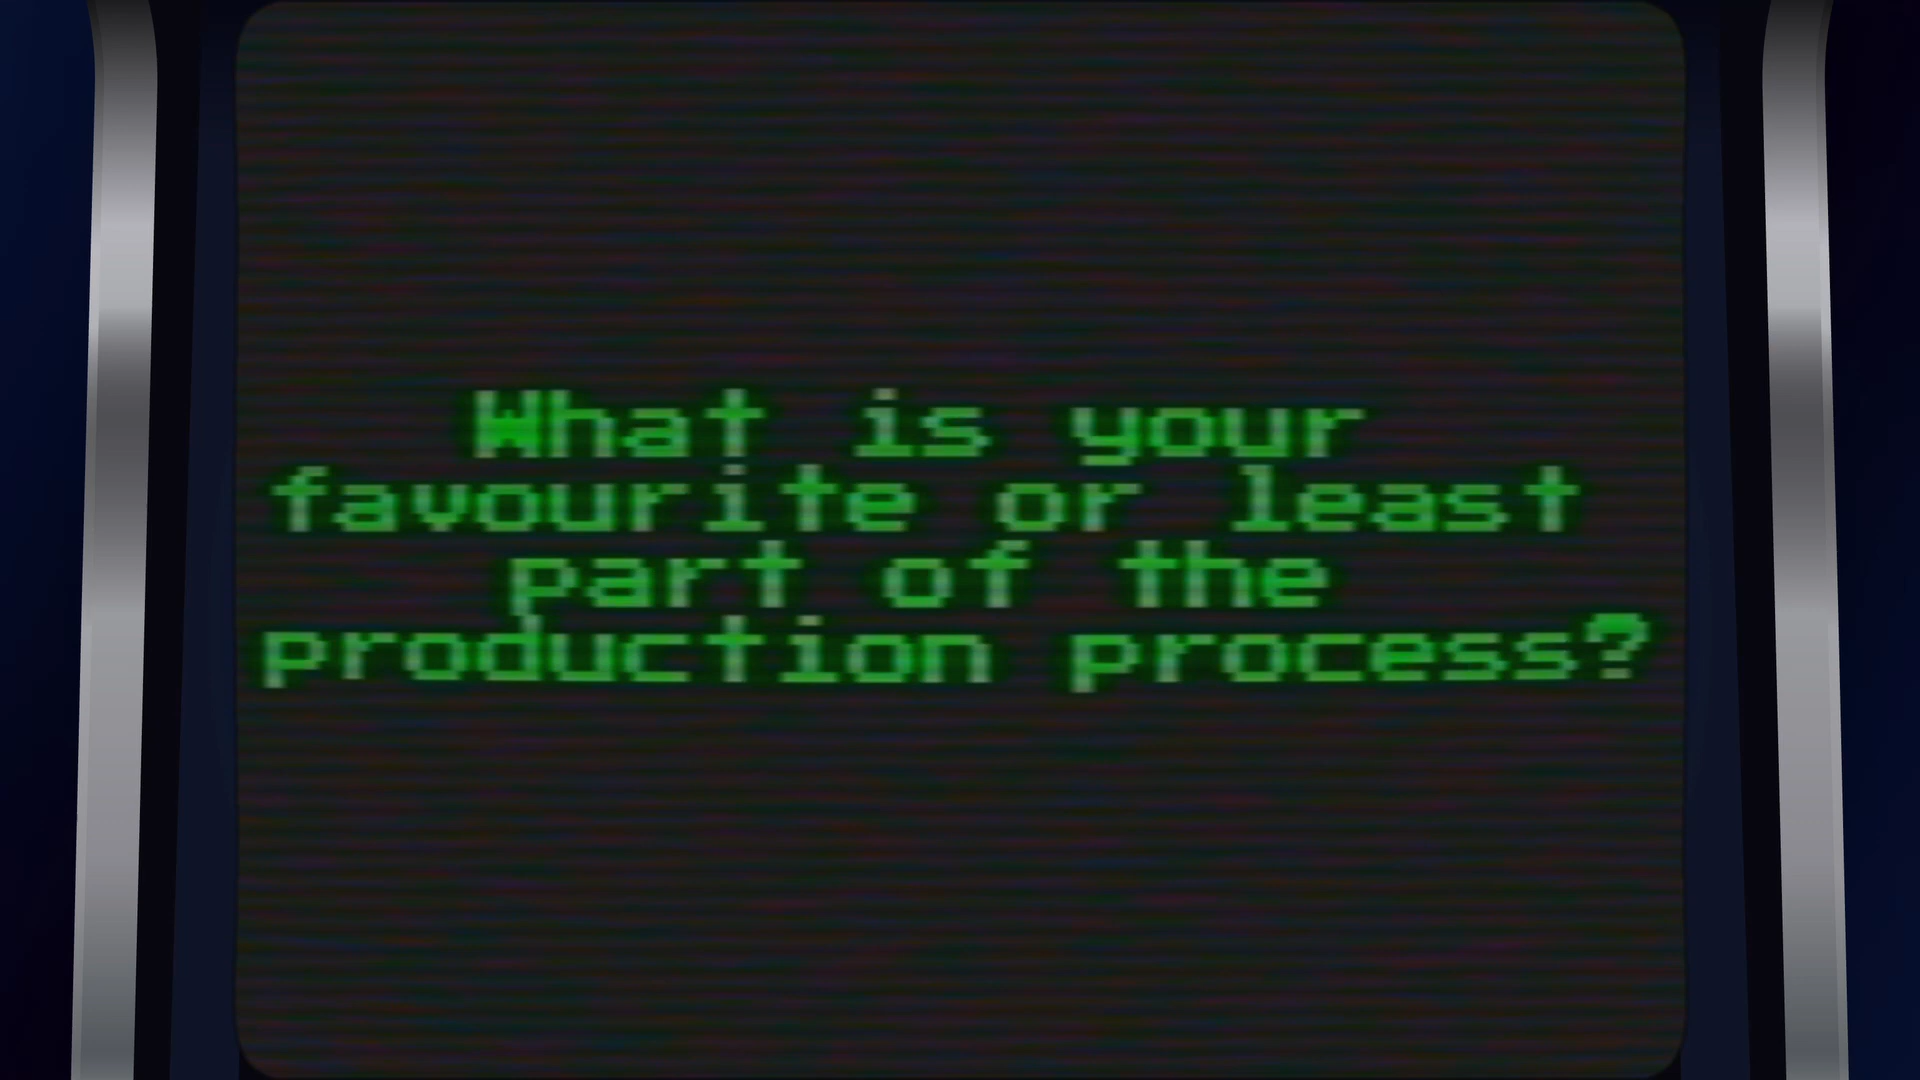 What is your
favourite or least
part of the
production process?